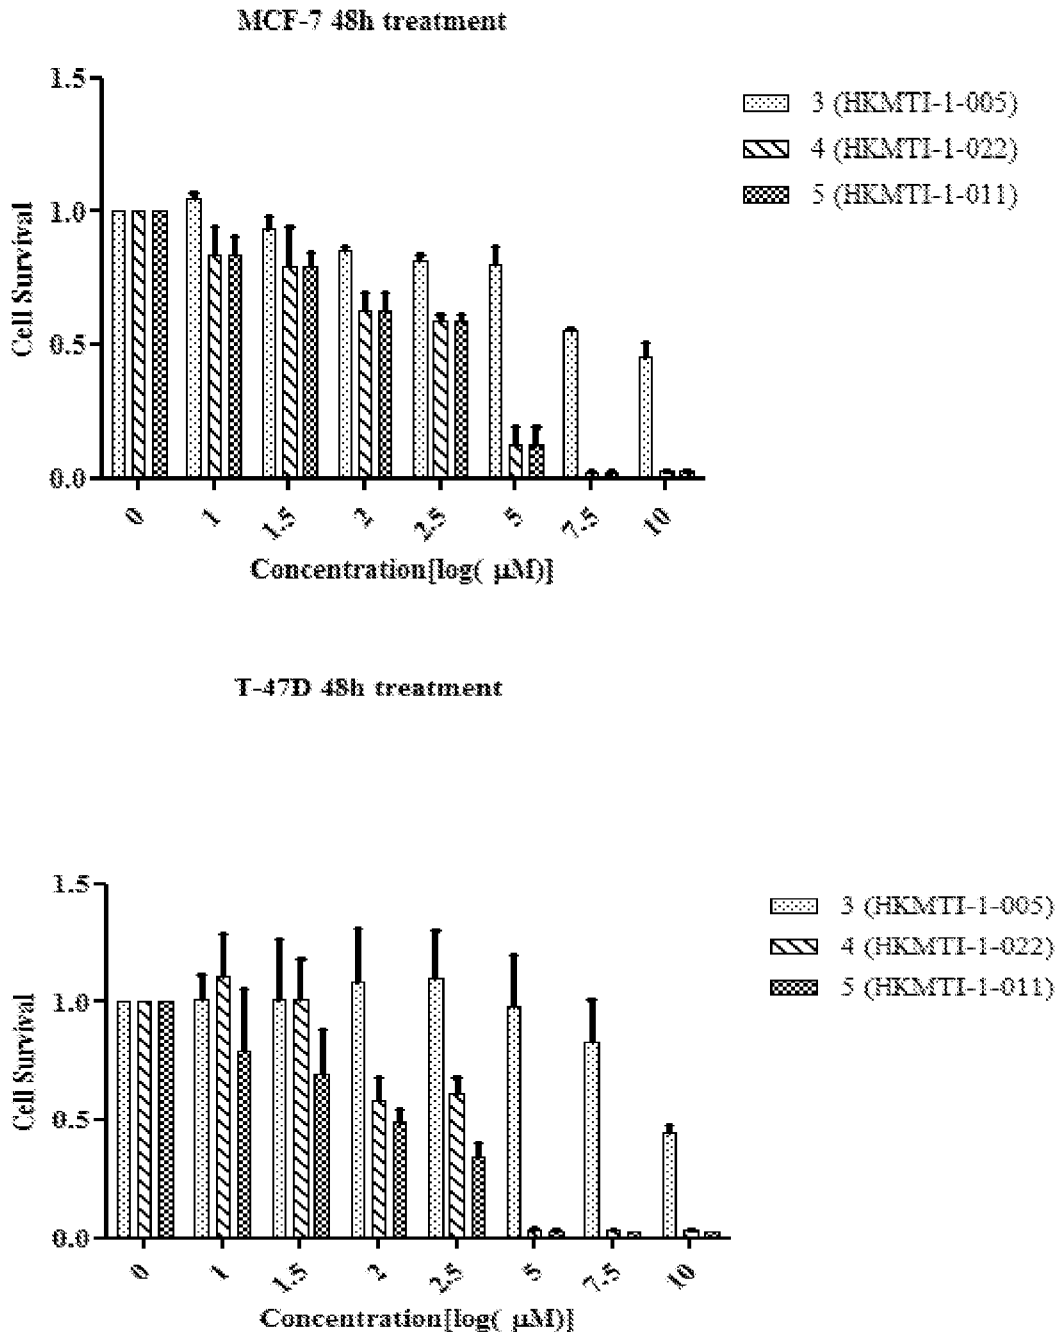 MCF-7 48h treatment
1.5
1.0
0.5
0.0
Cell Survival
0
1
1.5
2
2.5
5
7.5
10
Concentration[log( μM)]
3 (HKMTI-1-005)
4 (HKMTI-1-022)
5 (HKMTI-1-011)
T-47D 48h treatment
1.5
1.0
0.5
0.0
Cell Survival
0
1
1.5
2
2.5
5
7.5
10
Concentration[log( μM)]
3 (HKMTI-1-005)
4 (HKMTI-1-022)
5 (HKMTI-1-011)